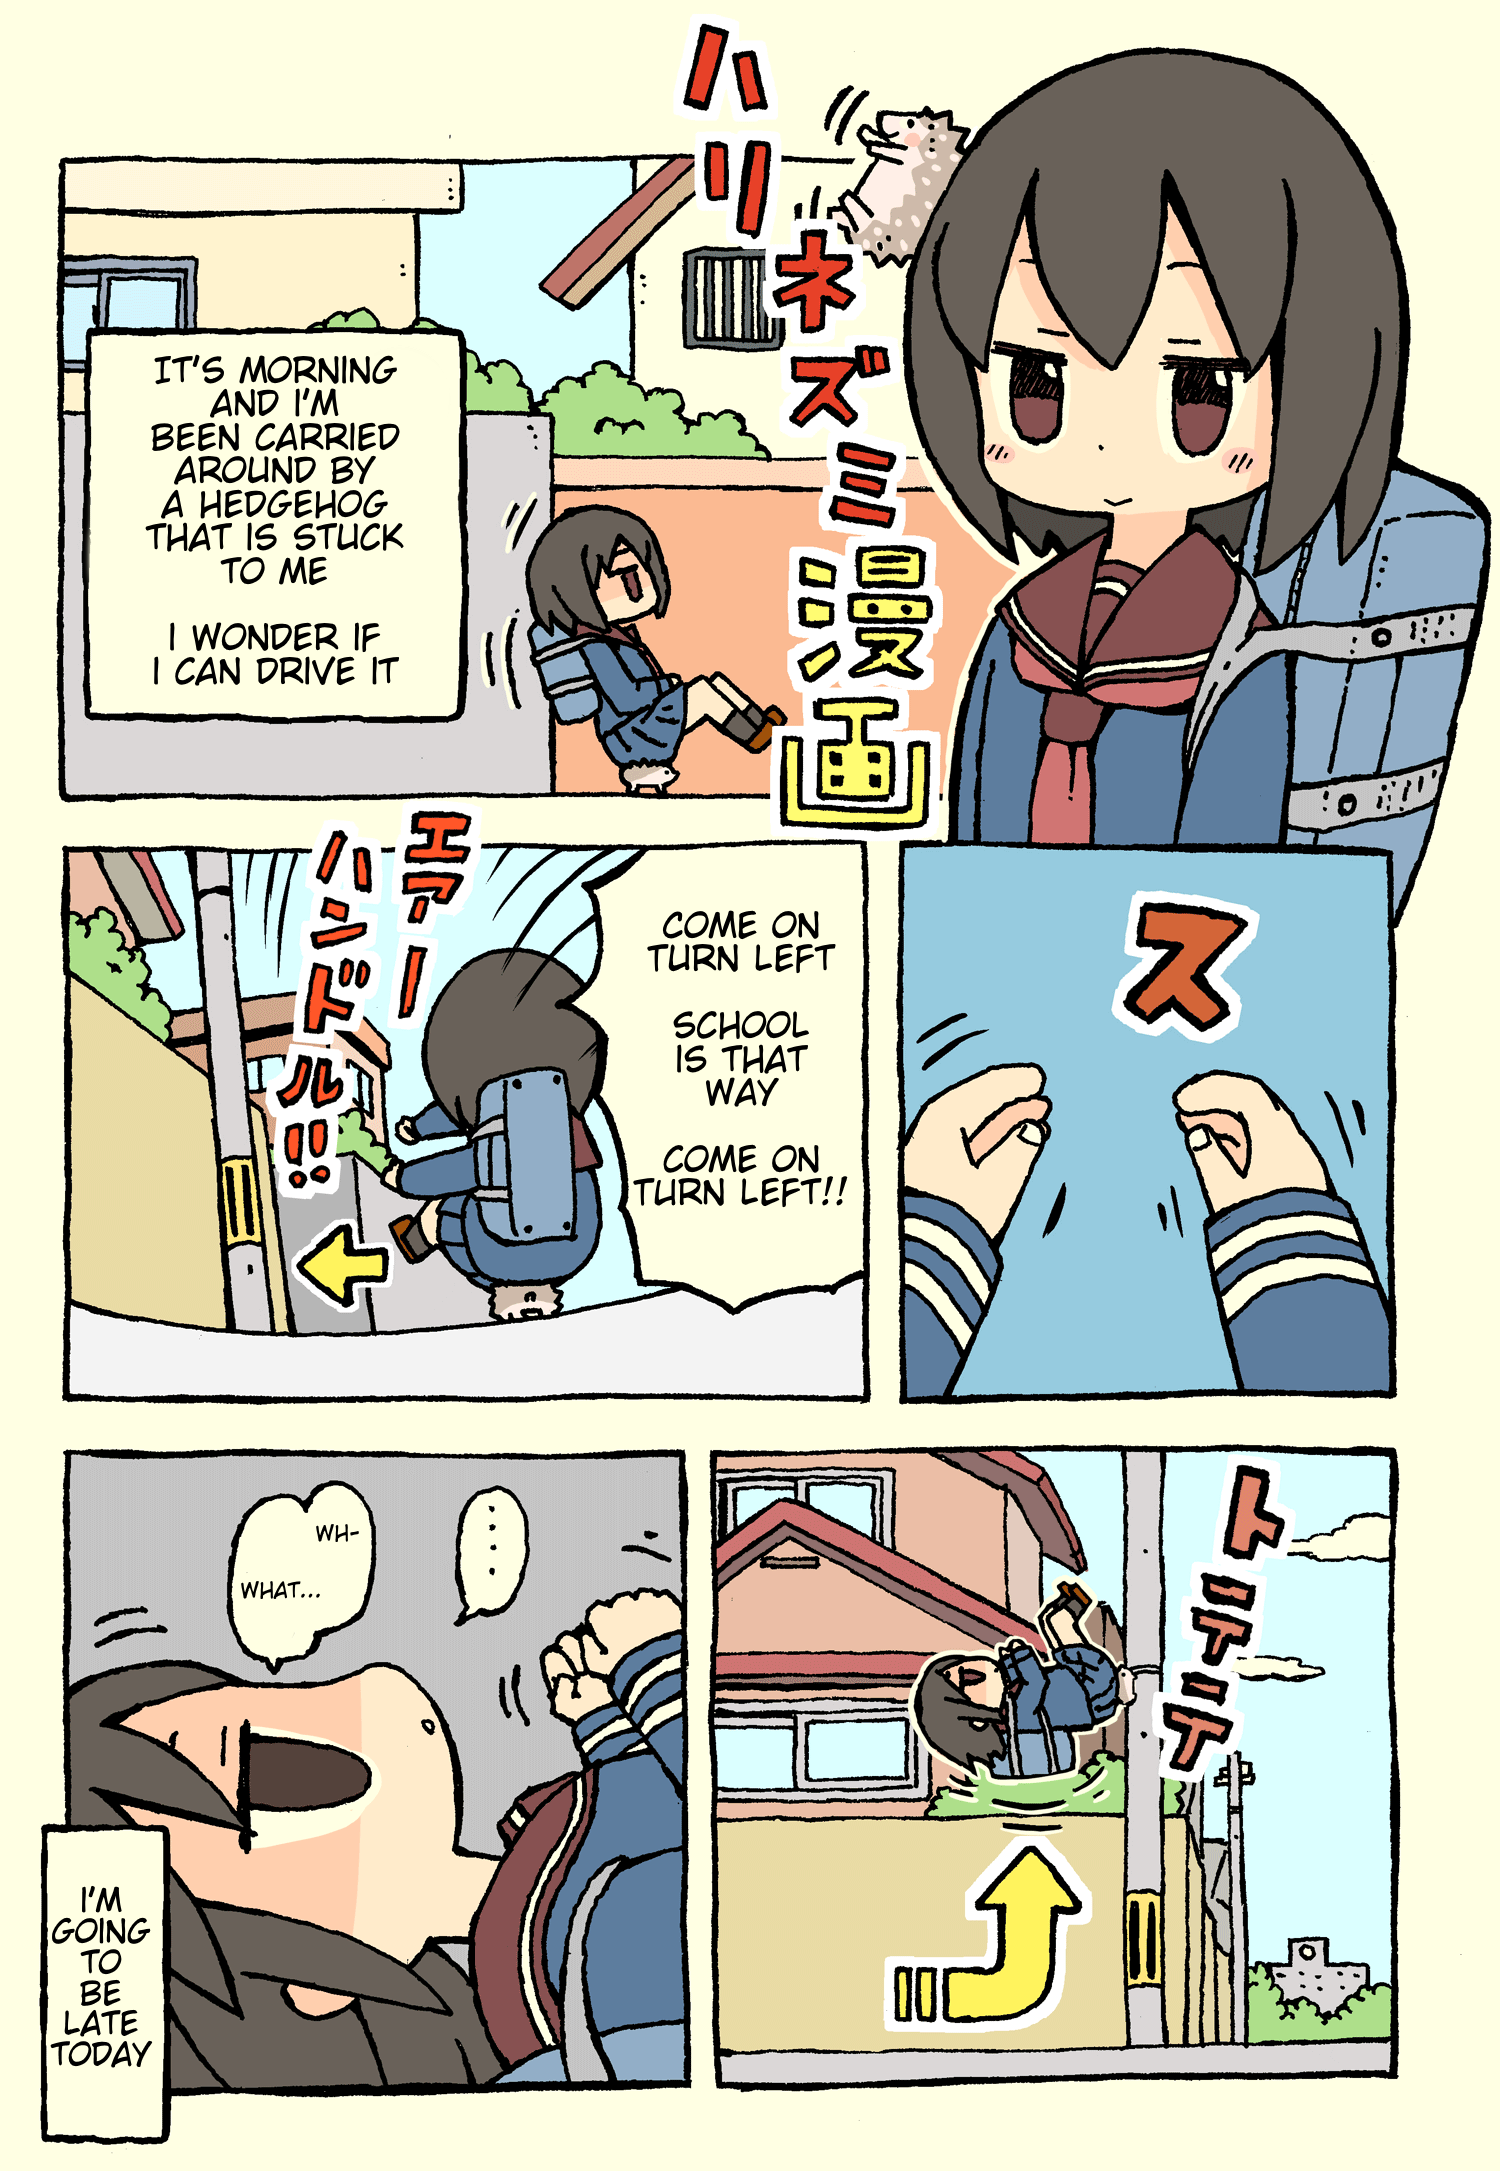 ハリネズミ漫画
IT'S MORNING
AND I'M
BEEN CARRIED
AROUND BY
A HEDGEHOG
THAT IS STUCK
TO ME
I WONDER IF
I CAN DRIVE IT
ス
COME ON
TURN LEFT
SCHOOL
IS THAT
WAY
COME ON
TURN LEFT!!
エアー
ハンドル!!
トテテテ
....
WH-
WHAT...
I'M
GOING
TO
BE
LATE
TODAY